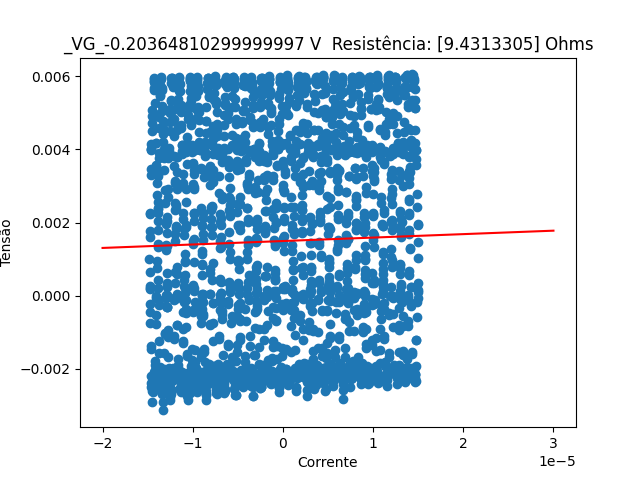 _VG_-0.20364810299999997 V  Resistência: [9.4313305] Ohms
0.006
0.004
0.002
0.000
−0.002
Tensão
−2
−1
0
1
2
3
1e−5
Corrente